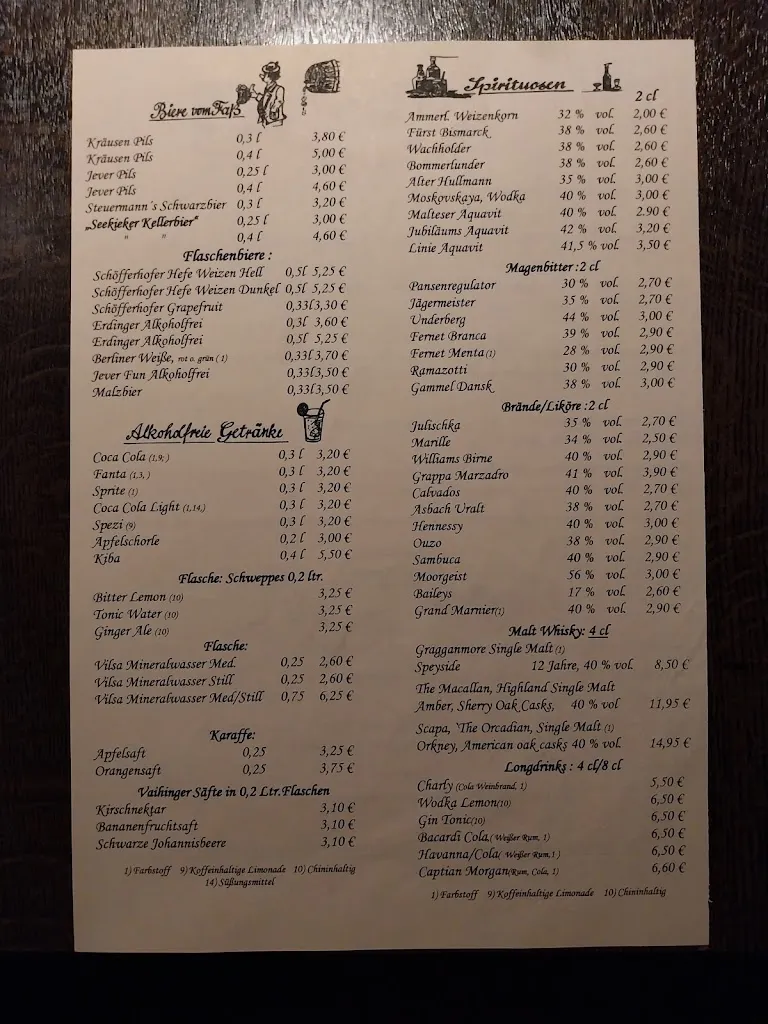 Biere vom Faß
Kräusen Pils 0,3 l 3,80 €
Kräusen Pils 0,4 l 5,00 €
Jever Pils 0,25 l 3,00 €
Jever Pils 0,4 l 4,60 €
Steuermann´s Schwarzbier 0,3 l 3,20 €
„Seekieker Kellerbier" 0,25 l 3,00 €
" " 0,4 l 4,60 €
Flaschenbiere :
Schöfferhofer Hefe Weizen Hell 0,5l 5,25 €
Schöfferhofer Hefe Weizen Dunkel 0,5l 5,25 €
Schöfferhofer Grapefruit 0,33l 3,30 €
Erdinger Alkoholfrei 0,3l 3,60 €
Erdinger Alkoholfrei 0,5l 5,25 €
Berliner Weiße, rot o. grün ( 1) 0,33l 3,70 €
Jever Fun Alkoholfrei 0,33l 3,50 €
Malzbier 0,33l 3,50 €
Alkoholfreie Getränke
Coca Cola (1,9; ) 0,3 l 3,20 €
Fanta (1,3, ) 0,3 l 3,20 €
Sprite (1) 0,3 l 3,20 €
Coca Cola Light (1,14,) 0,3 l 3,20 €
Spezi (9) 0,3 l 3,20 €
Apfelschorle 0,2 l 3,00 €
Kiba 0,4 l 5,50 €
Flasche: Schweppes 0,2 ltr.
Bitter Lemon (10) 3,25 €
Tonic Water (10) 3,25 €
Ginger Ale (10) 3,25 €
Flasche:
Vilsa Mineralwasser Med. 0,25 2,60 €
Vilsa Mineralwasser Still 0,25 2,60 €
Vilsa Mineralwasser Med/Still 0,75 6,25 €
Karaffe:
Apfelsaft 0,25 3,25 €
Orangensaft 0,25 3,75 €
Vaihinger Säfte in 0,2 Ltr.Flaschen
Kirschnektar 3,10 €
Bananenfruchtsaft 3,10 €
Schwarze Johannisbeere 3,10 €
1) Farbstoff 9) Koffeinhaltige Limonade 10) Chininhaltig
14) Süßungsmittel
Spirituosen
2 cl
Ammerl. Weizenkorn 32 % vol. 2,00 €
Fürst Bismarck 38 % vol. 2,60 €
Wachholder 38 % vol. 2,60 €
Bommerlunder 38 % vol. 2,60 €
Alter Hullmann 35 % vol. 3,00 €
Moskovskaya, Wodka 40 % vol. 3,00 €
Malteser Aquavit 40 % vol. 2.90 €
Jubiläums Aquavit 42 % vol. 3,20 €
Linie Aquavit 41,5 % vol. 3,50 €
Magenbitter :2 cl
Pansenregulator 30 % vol. 2,70 €
Jägermeister 35 % vol. 2,70 €
Underberg 44 % vol. 3,00 €
Fernet Branca 39 % vol. 2,90 €
Fernet Menta(1) 28 % vol. 2,90 €
Ramazotti 30 % vol. 2,90 €
Gammel Dansk 38 % vol. 3,00 €
Brände/Liköre :2 cl
Julischka 35 % vol. 2,70 €
Marille 34 % vol. 2,50 €
Williams Birne 40 % vol. 2,90 €
Grappa Marzadro 41 % vol. 3,90 €
Calvados 40 % vol. 2,70 €
Asbach Uralt 38 % vol. 2,70 €
Hennessy 40 % vol. 3,00 €
Ouzo 38 % vol. 2,90 €
Sambuca 40 % vol. 2,90 €
Moorgeist 56 % vol. 3,00 €
Baileys 17 % vol. 2,60 €
Grand Marnier(1) 40 % vol. 2,90 €
Malt Whisky: 4 cl
Gragganmore Single Malt (1)
Speyside 12 Jahre, 40 % vol. 8,50 €
The Macallan, Highland Single Malt
Amber, Sherry Oak Casks, 40 % vol 11,95 €
Scapa, `The Orcadian, Single Malt (1)
Orkney, American oak casks 40 % vol. 14,95 €
Longdrinks : 4 cl/8 cl
Charly (Cola Weinbrand, 1) 5,50 €
Wodka Lemon(10) 6,50 €
Gin Tonic(10) 6,50 €
Bacardi Cola,( Weißer Rum, 1) 6,50 €
Havanna/Cola( Weißer Rum,1 ) 6,50 €
Captian Morgan(Rum, Cola, 1) 6,60 €
1) Farbstoff 9) Koffeinhaltige Limonade 10) Chininhaltig